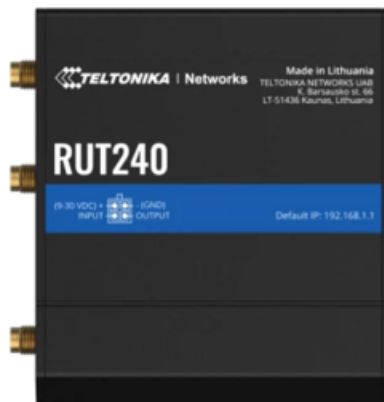 TELTONIKA | Networks
Made in Lithuania
TELTONIKA NETWORKS UAB
K. Barsausko st. 66
LT-51436 Kaunas, Lithuania
RUT240
(9-30 VDC) + - (GND)
INPUT OUTPUT
Default IP: 192.168.1.1